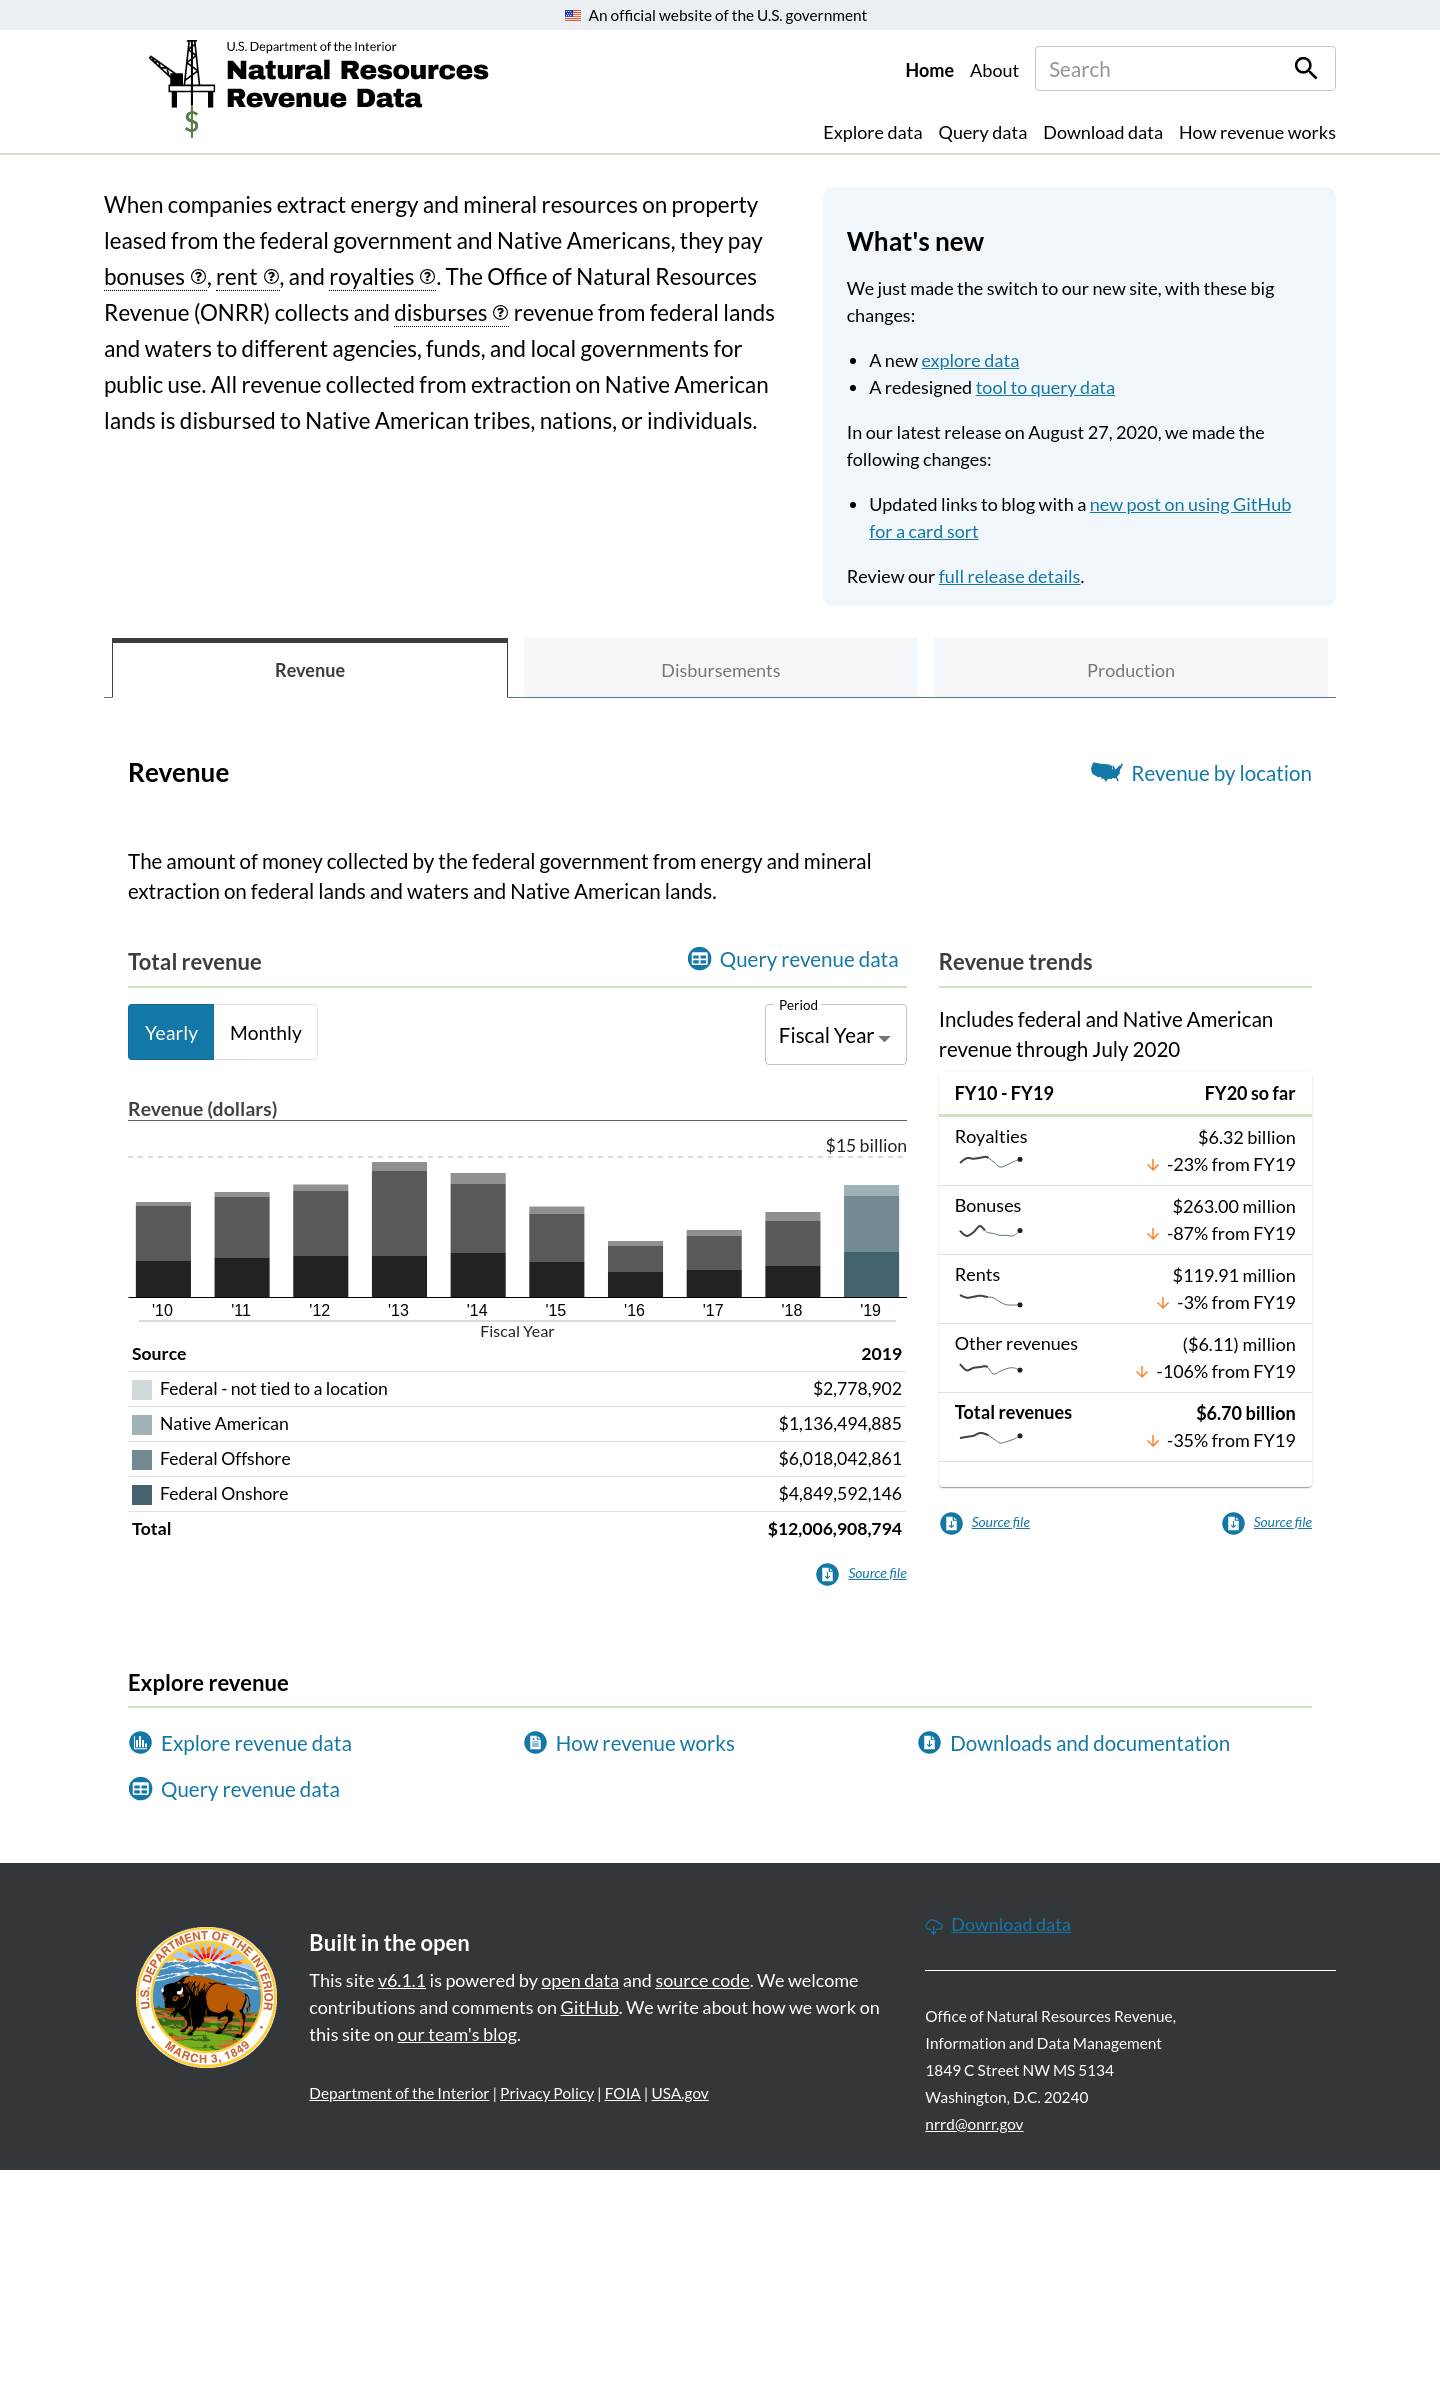 An official website of the U.S. government
U.S. Department of the Interior
Natural Resources
Revenue Data
$
Home About Search
Explore data Query data Download data How revenue works
When companies extract energy and mineral resources on property
leased from the federal government and Native Americans, they pay
bonuses ?, rent ?, and royalties ?. The Office of Natural Resources
Revenue (ONRR) collects and disburses ? revenue from federal lands
and waters to different agencies, funds, and local governments for
public use. All revenue collected from extraction on Native American
lands is disbursed to Native American tribes, nations, or individuals.
What's new
We just made the switch to our new site, with these big
changes:
• A new explore data
• A redesigned tool to query data
In our latest release on August 27, 2020, we made the
following changes:
• Updated links to blog with a new post on using GitHub
for a card sort
Review our full release details.
Revenue Disbursements Production
Revenue
Revenue by location
The amount of money collected by the federal government from energy and mineral
extraction on federal lands and waters and Native American lands.
Total revenue
Query revenue data
Yearly Monthly
Period
Fiscal Year
Revenue (dollars)
$15 billion
'10 '11 '12 '13 '14 '15 '16 '17 '18 '19
Fiscal Year
Source 2019
Federal - not tied to a location $2,778,902
Native American $1,136,494,885
Federal Offshore $6,018,042,861
Federal Onshore $4,849,592,146
Total $12,006,908,794
Source file
Revenue trends
Includes federal and Native American
revenue through July 2020
FY10 - FY19 FY20 so far
Royalties $6.32 billion
-23% from FY19
Bonuses $263.00 million
-87% from FY19
Rents $119.91 million
-3% from FY19
Other revenues ($6.11) million
-106% from FY19
Total revenues $6.70 billion
-35% from FY19
Source file Source file
Explore revenue
Explore revenue data How revenue works Downloads and documentation
Query revenue data
U.S. DEPARTMENT OF THE INTERIOR
MARCH 3, 1849
Built in the open
This site v6.1.1 is powered by open data and source code. We welcome
contributions and comments on GitHub. We write about how we work on
this site on our team's blog.
Department of the Interior | Privacy Policy | FOIA | USA.gov
Download data
Office of Natural Resources Revenue,
Information and Data Management
1849 C Street NW MS 5134
Washington, D.C. 20240
nrrd@onrr.gov